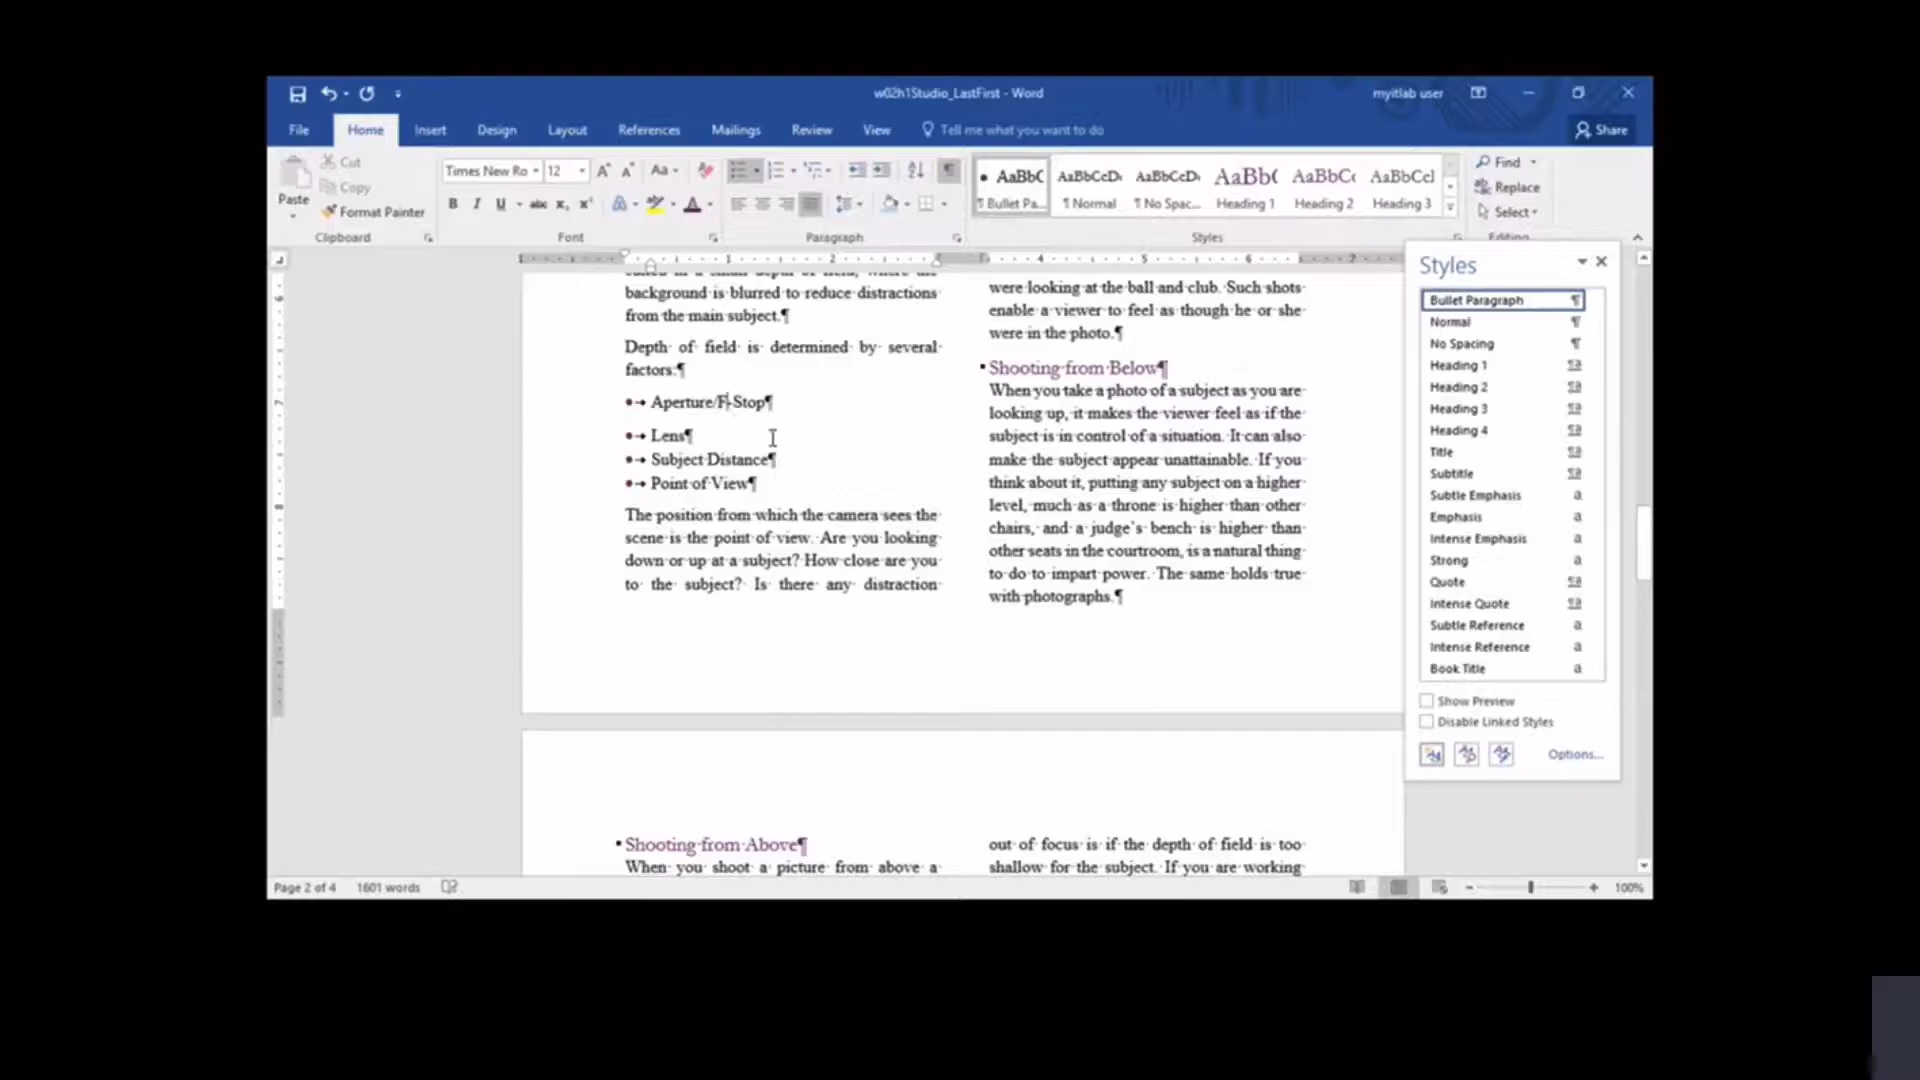 w02h1Studio_LastFirst - Word
myitlab user
File Home Insert Design Layout References Mailings Review View Tell me what you want to do
Share
Paste
Cut
Copy
Format Painter
Clipboard
Times New Ro 12
Font
Paragraph
AaBbC AaBbCcDc AaBbCcDc AaBbC AaBbCc AaBbCcI
¶ Bullet Pa... ¶ Normal ¶ No Spac... Heading 1 Heading 2 Heading 3
Styles
Find
Replace
Select
Editing
background is blurred to reduce distractions
from the main subject.¶
Depth of field is determined by several
factors:¶
• Aperture/F-Stop¶
• Lens¶
• Subject Distance¶
• Point of View¶
The position from which the camera sees the
scene is the point of view. Are you looking
down or up at a subject? How close are you
to the subject? Is there any distraction
were looking at the ball and club. Such shots
enable a viewer to feel as though he or she
were in the photo.¶
Shooting from Below¶
When you take a photo of a subject as you are
looking up, it makes the viewer feel as if the
subject is in control of a situation. It can also
make the subject appear unattainable. If you
think about it, putting any subject on a higher
level, much as a throne is higher than other
chairs, and a judge's bench is higher than
other seats in the courtroom, is a natural thing
to do to impart power. The same holds true
with photographs.¶
Shooting from Above¶
When you shoot a picture from above a
out of focus is if the depth of field is too
shallow for the subject. If you are working
Styles
Bullet Paragraph
Normal
No Spacing
Heading 1
Heading 2
Heading 3
Heading 4
Title
Subtitle
Subtle Emphasis
Emphasis
Intense Emphasis
Strong
Quote
Intense Quote
Subtle Reference
Intense Reference
Book Title
Show Preview
Disable Linked Styles
Options...
Page 2 of 4 1601 words
100%